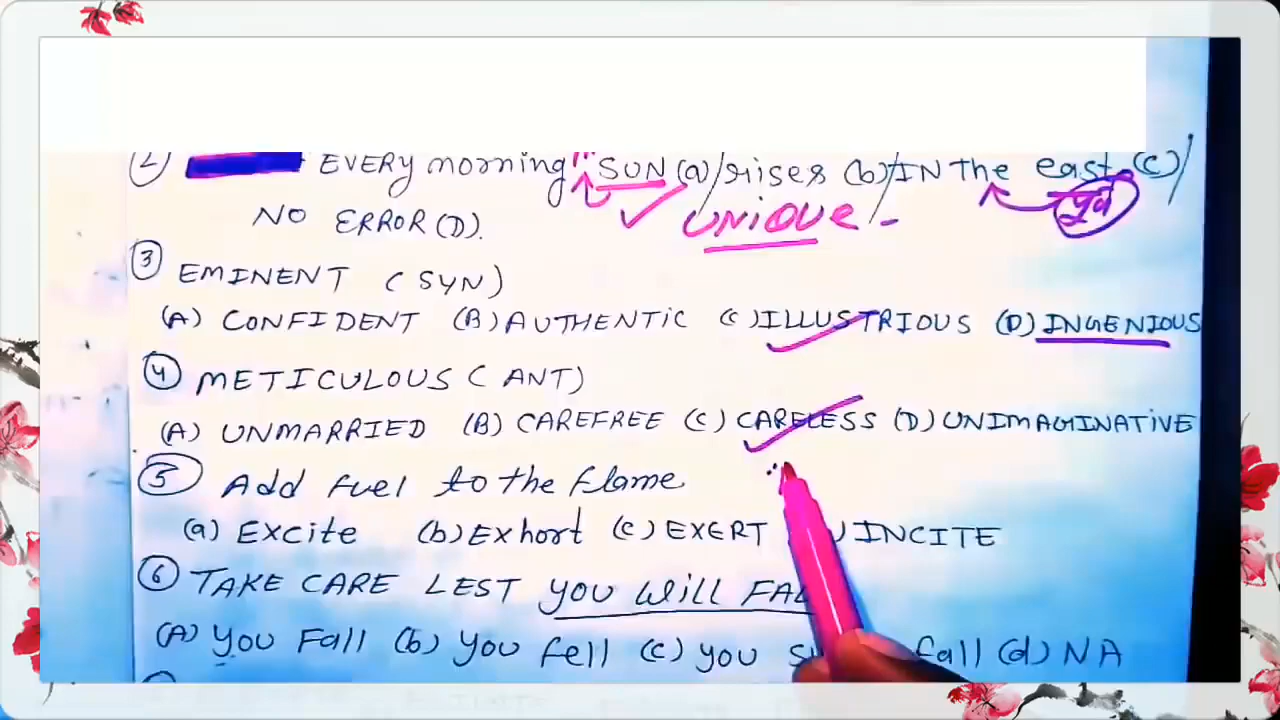 ② EVERY morning SUN (a)/rises (b)/IN The east.(c)/
पूर्व
NO ERROR (D). UNIQUE
③ EMINENT ( SYN)
(A) CONFIDENT (B) AUTHENTIC (C) ILLUSTRIOUS (D) INGENIOUS
④ METICULOUS ( ANT)
(A) UNMARRIED (B) CAREFREE (C) CARELESS (D) UNIMAGINATIVE
⑤ Add fuel to the flame
(a) Excite (b) Exhort (C) EXERT ) INCITE
⑥ TAKE CARE LEST YOU Will
(A) You Fall (b) you fell (c) you fall (d) NA